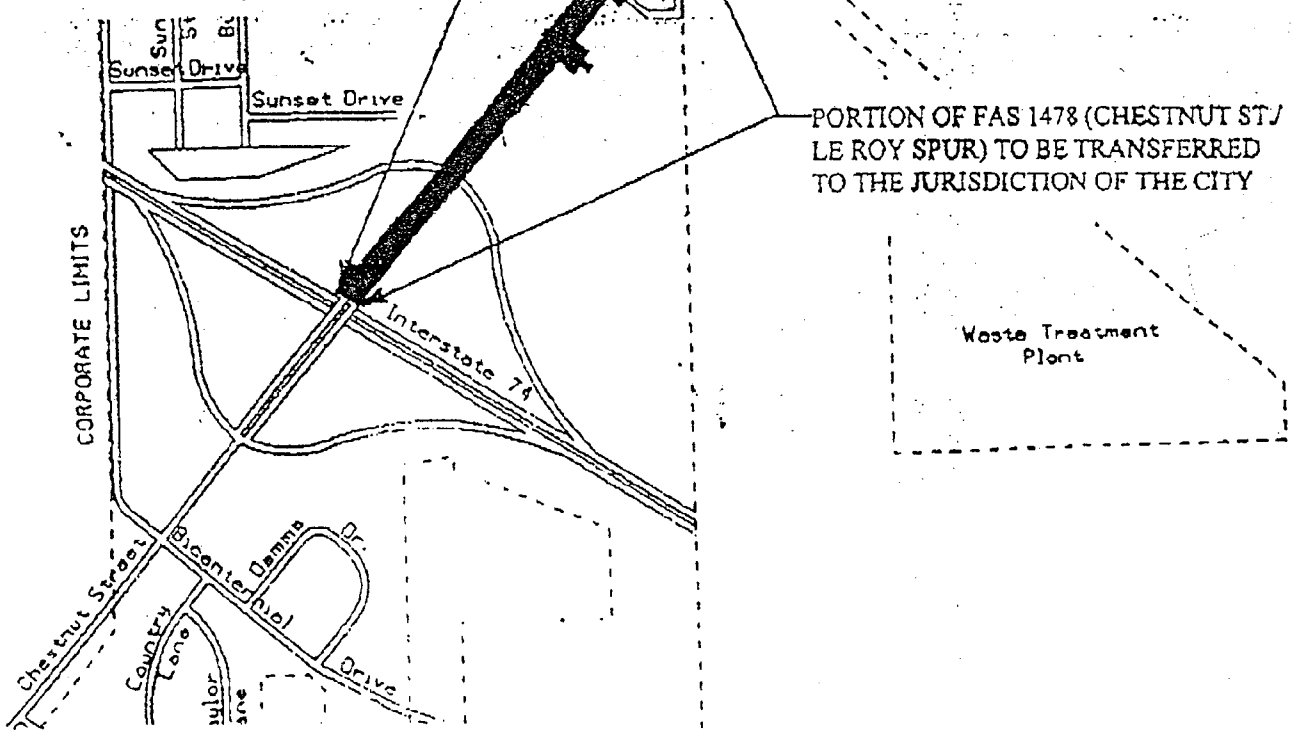 Sunset Drive
Sunset Drive
PORTION OF FAS 1478 (CHESTNUT ST./
LE ROY SPUR) TO BE TRANSFERRED
TO THE JURISDICTION OF THE CITY
CORPORATE LIMITS
Interstate 74
Waste Treatment
Plant
Chestnut Street
Bicentennial
Drive
Damma
Dr.
Country
Lane